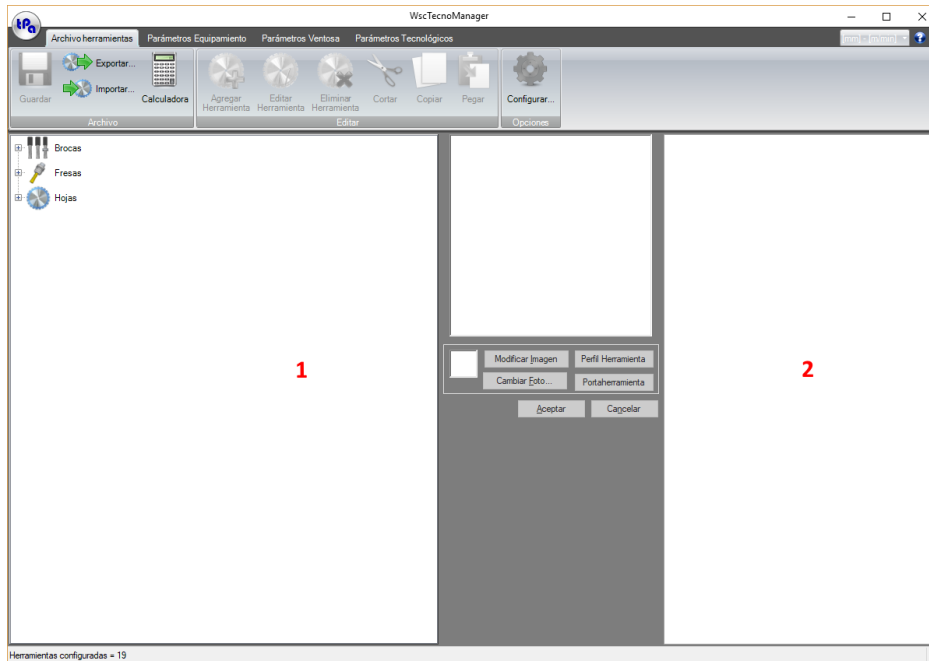 WscTecnoManager
tPa
Archivo herramientas Parámetros Equipamiento Parámetros Ventosa Parámetros Tecnológicos
Guardar
Exportar...
Importar...
Calculadora
Archivo
Agregar Herramienta
Editar Herramienta
Eliminar Herramienta
Cortar
Copiar
Pegar
Editar
Configurar...
Opciones
Brocas
Fresas
Hojas
1
Modificar Imagen Perfil Herramienta
Cambiar Foto... Portaherramienta
Aceptar Cancelar
2
Herramientas configuradas = 19